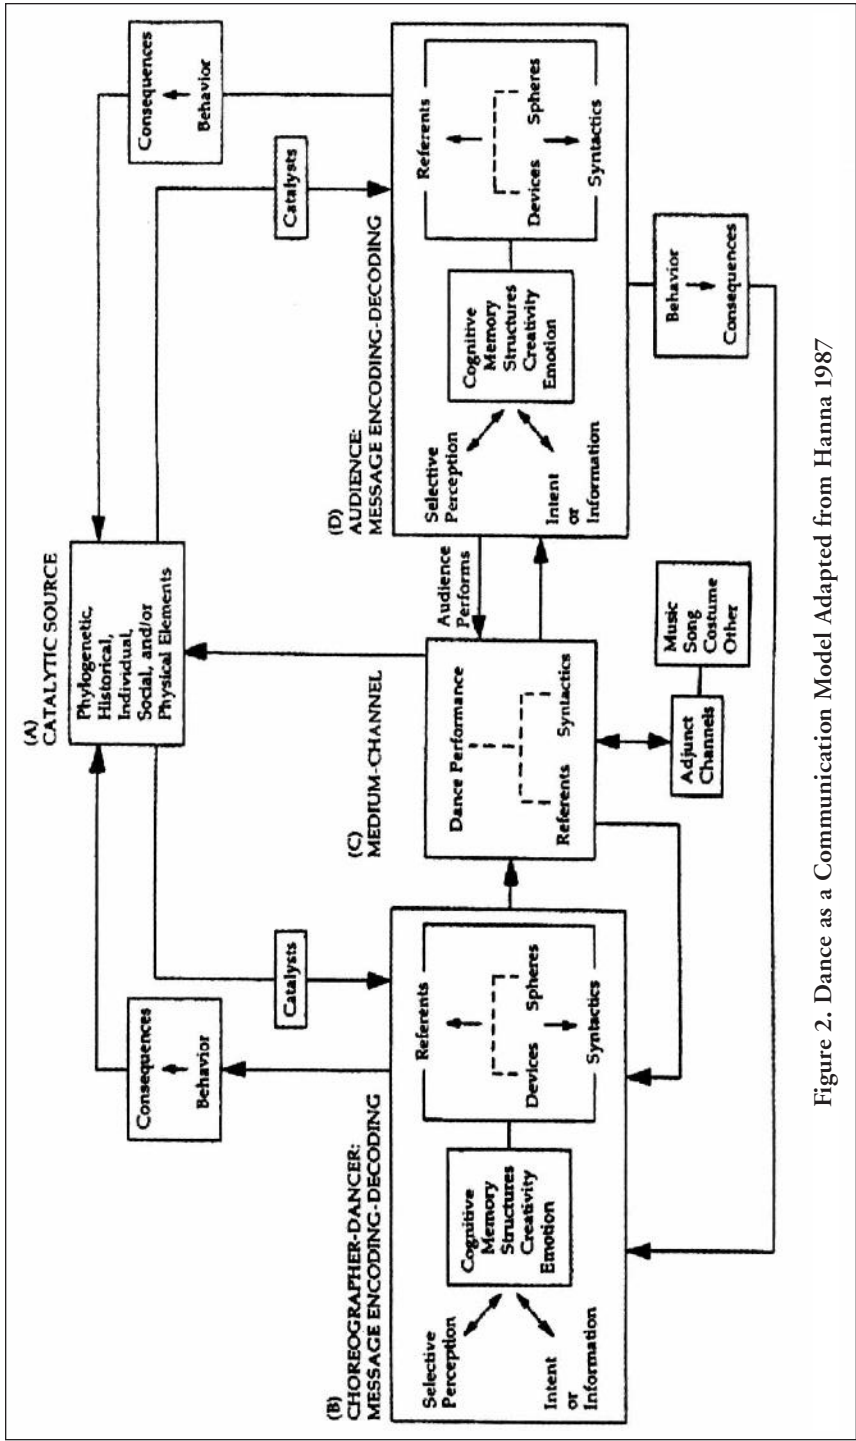 (A)
CATALYTIC SOURCE
Phylogenetic,
Historical,
Individual,
Social, and/or
Physical Elements
Consequences
Behavior
Catalysts
Consequences
Behavior
Catalysts
(B)
CHOREOGRAPHER-DANCER:
MESSAGE ENCODING-DECODING
Selective
Perception
Intent
or
Information
Cognitive
Memory
Structures
Creativity
Emotion
Referents
Devices
Spheres
Syntactics
(C)
MEDIUM-CHANNEL
Dance Performance
Referents
Syntactics
Adjunct
Channels
Music
Song
Costume
Other
Audience
Performs
(D)
AUDIENCE:
MESSAGE ENCODING-DECODING
Selective
Perception
Intent
or
Information
Cognitive
Memory
Structures
Creativity
Emotion
Referents
Devices
Spheres
Syntactics
Behavior
Consequences
Figure 2. Dance as a Communication Model Adapted from Hanna 1987